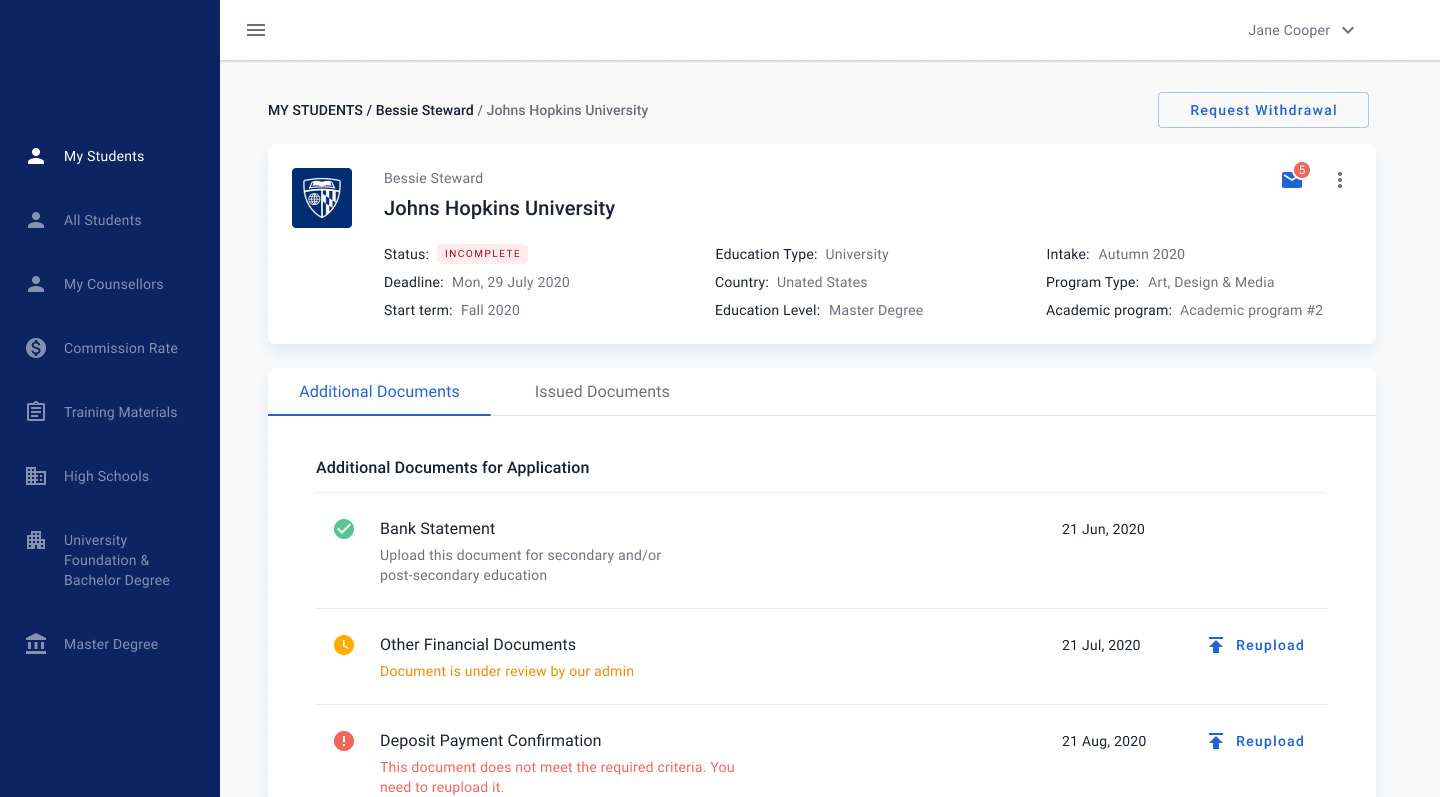 Jane Cooper
MY STUDENTS / Bessie Steward / Johns Hopkins University
Request Withdrawal
My Students
All Students
My Counsellors
Commission Rate
Training Materials
High Schools
University
Foundation &
Bachelor Degree
Master Degree
Bessie Steward
5
Johns Hopkins University
Status: INCOMPLETE
Education Type: University
Intake: Autumn 2020
Deadline: Mon, 29 July 2020
Country: United States
Program Type: Art, Design & Media
Start term: Fall 2020
Education Level: Master Degree
Academic program: Academic program #2
Additional Documents
Issued Documents
Additional Documents for Application
Bank Statement
21 Jun, 2020
Upload this document for secondary and/or
post-secondary education
Other Financial Documents
21 Jul, 2020
Reupload
Document is under review by our admin
Deposit Payment Confirmation
21 Aug, 2020
Reupload
This document does not meet the required criteria. You
need to reupload it.